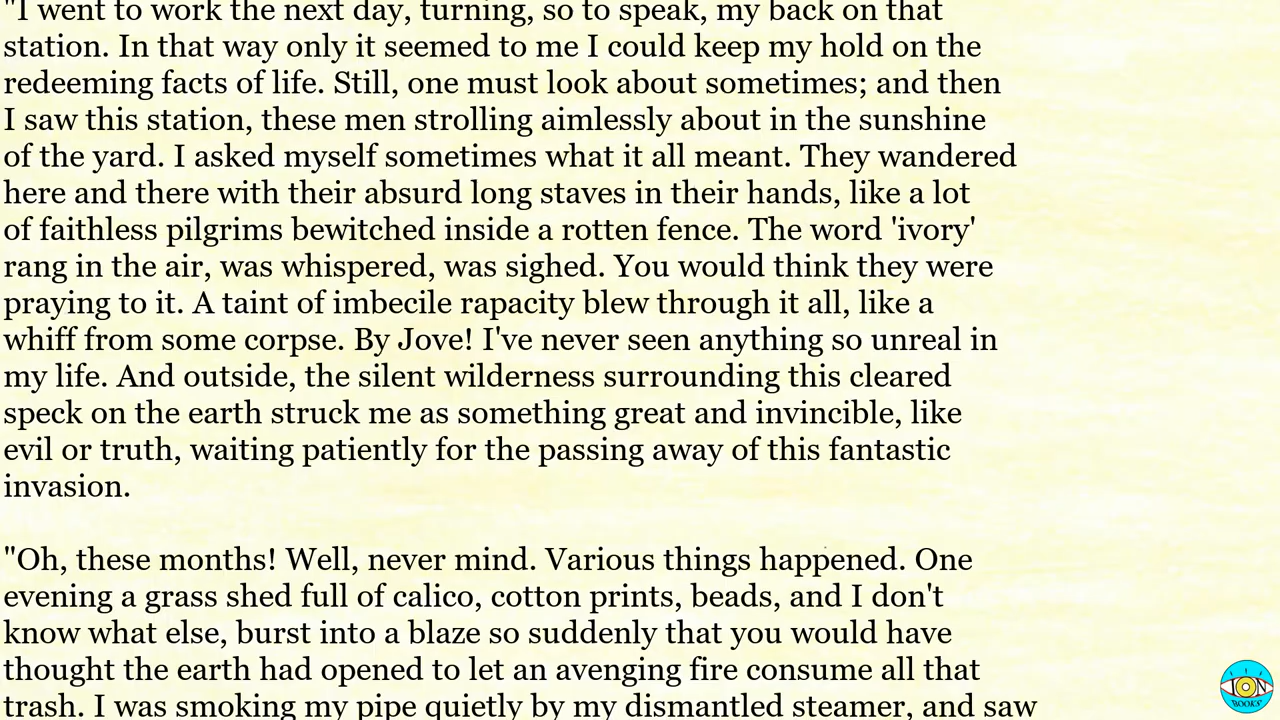 "I went to work the next day, turning, so to speak, my back on that
station. In that way only it seemed to me I could keep my hold on the
redeeming facts of life. Still, one must look about sometimes; and then
I saw this station, these men strolling aimlessly about in the sunshine
of the yard. I asked myself sometimes what it all meant. They wandered
here and there with their absurd long staves in their hands, like a lot
of faithless pilgrims bewitched inside a rotten fence. The word 'ivory'
rang in the air, was whispered, was sighed. You would think they were
praying to it. A taint of imbecile rapacity blew through it all, like a
whiff from some corpse. By Jove! I've never seen anything so unreal in
my life. And outside, the silent wilderness surrounding this cleared
speck on the earth struck me as something great and invincible, like
evil or truth, waiting patiently for the passing away of this fantastic
invasion.
"Oh, these months! Well, never mind. Various things happened. One
evening a grass shed full of calico, cotton prints, beads, and I don't
know what else, burst into a blaze so suddenly that you would have
thought the earth had opened to let an avenging fire consume all that
trash. I was smoking my pipe quietly by my dismantled steamer, and saw
ION
BOOKS